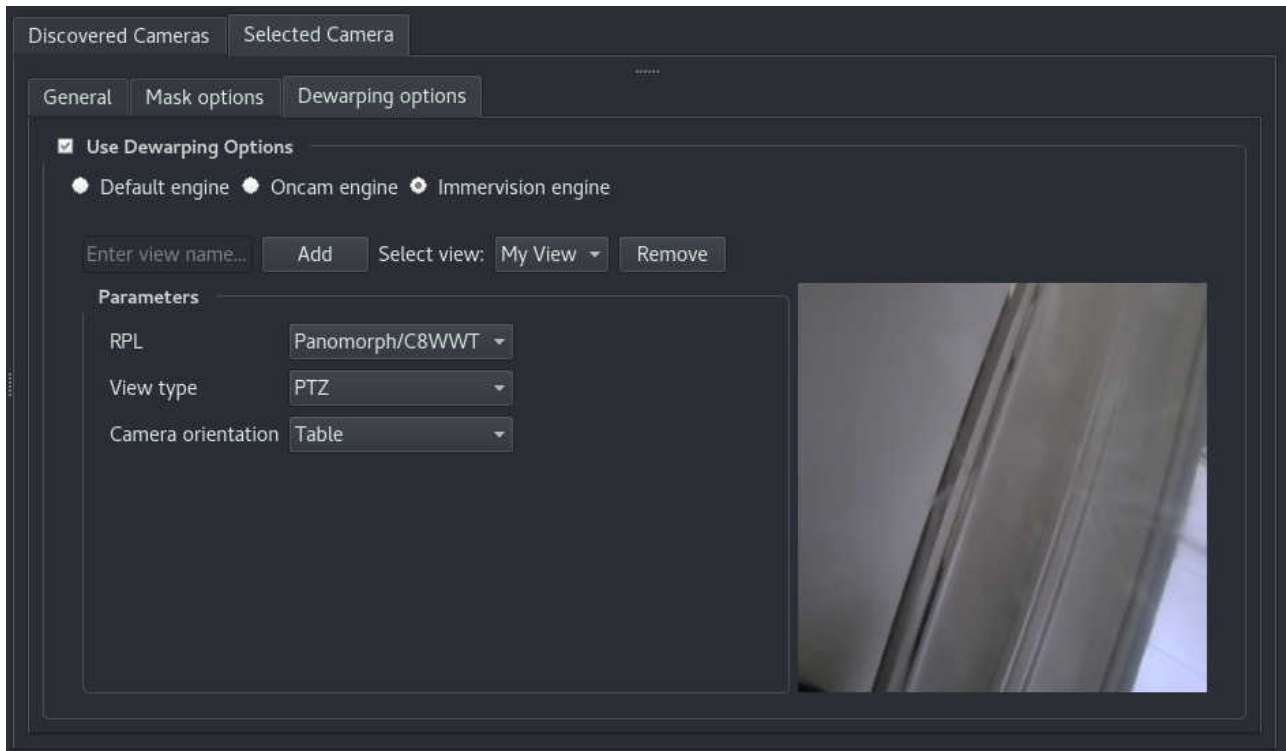 Discovered Cameras Selected Camera
General Mask options Dewarping options
Use Dewarping Options
Default engine Oncam engine Immervision engine
Enter view name... Add Select view: My View Remove
Parameters
RPL Panomorph/C8WWT
View type PTZ
Camera orientation Table